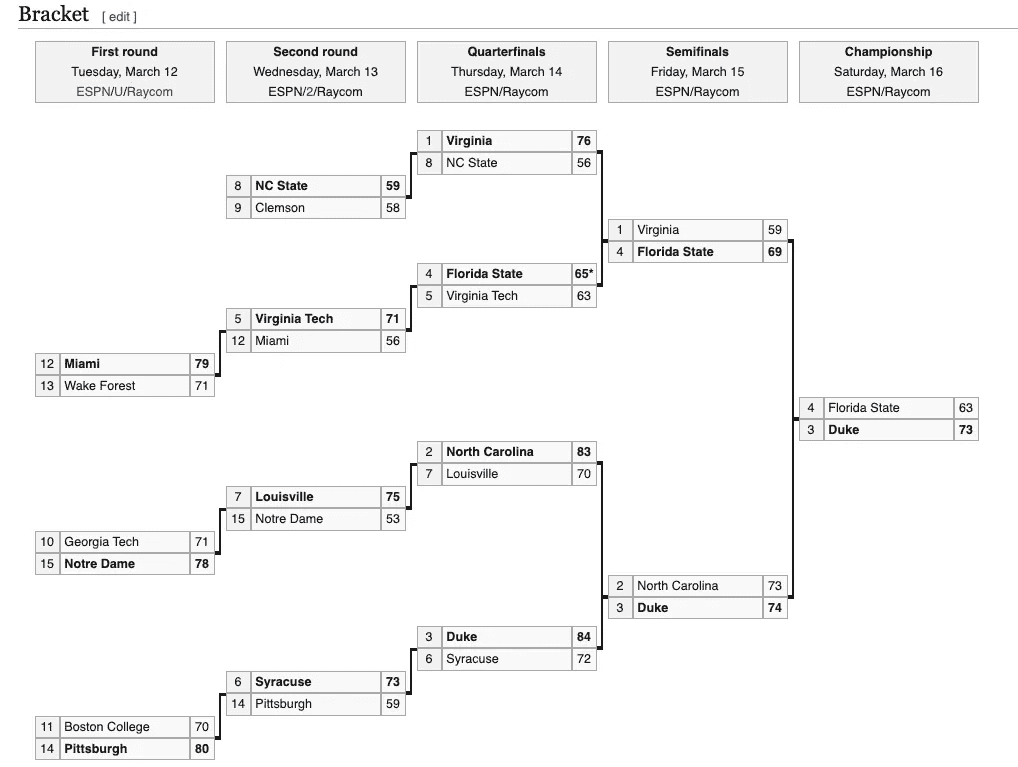 Bracket [ edit ]
First round
Tuesday, March 12
ESPN/U/Raycom
Second round
Wednesday, March 13
ESPN/2/Raycom
Quarterfinals
Thursday, March 14
ESPN/Raycom
Semifinals
Friday, March 15
ESPN/Raycom
Championship
Saturday, March 16
ESPN/Raycom
12 Miami 79
13 Wake Forest 71
10 Georgia Tech 71
15 Notre Dame 78
11 Boston College 70
14 Pittsburgh 80
8 NC State 59
9 Clemson 58
5 Virginia Tech 71
12 Miami 56
7 Louisville 75
15 Notre Dame 53
6 Syracuse 73
14 Pittsburgh 59
1 Virginia 76
8 NC State 56
4 Florida State 65*
5 Virginia Tech 63
2 North Carolina 83
7 Louisville 70
3 Duke 84
6 Syracuse 72
1 Virginia 59
4 Florida State 69
2 North Carolina 73
3 Duke 74
4 Florida State 63
3 Duke 73